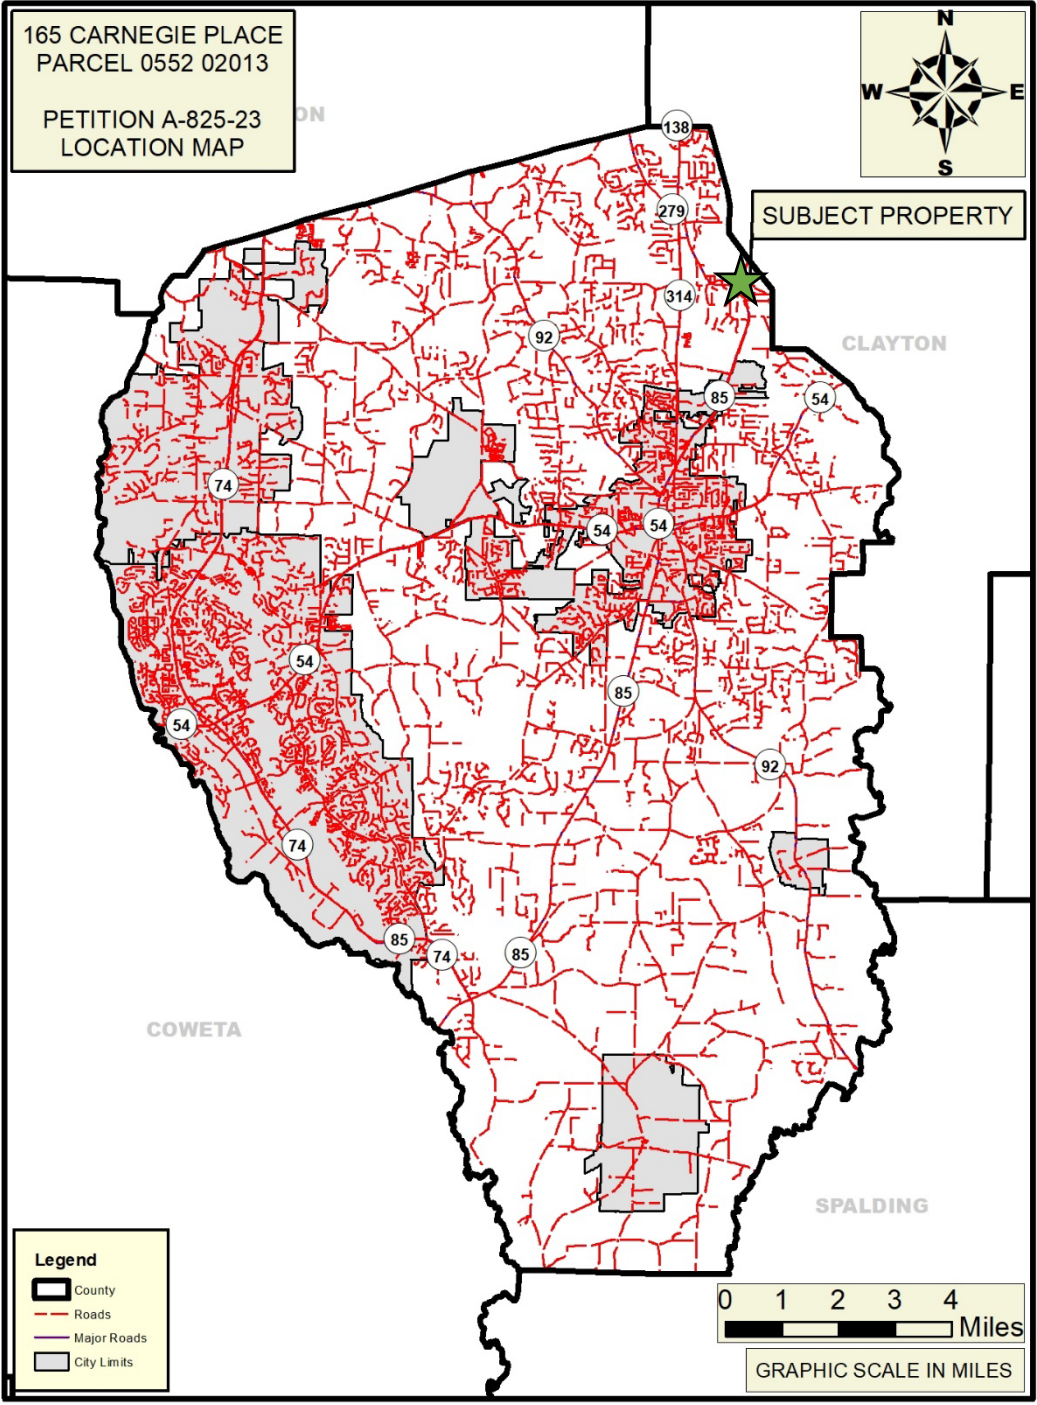 165 CARNEGIE PLACE
PARCEL 0552 02013
PETITION A-825-23
LOCATION MAP
ON
N
W
E
S
138
279
SUBJECT PROPERTY
314
92
CLAYTON
85
54
74
54
54
54
85
54
92
74
85
74
85
COWETA
SPALDING
Legend
County
Roads
Major Roads
City Limits
0 1 2 3 4
Miles
GRAPHIC SCALE IN MILES